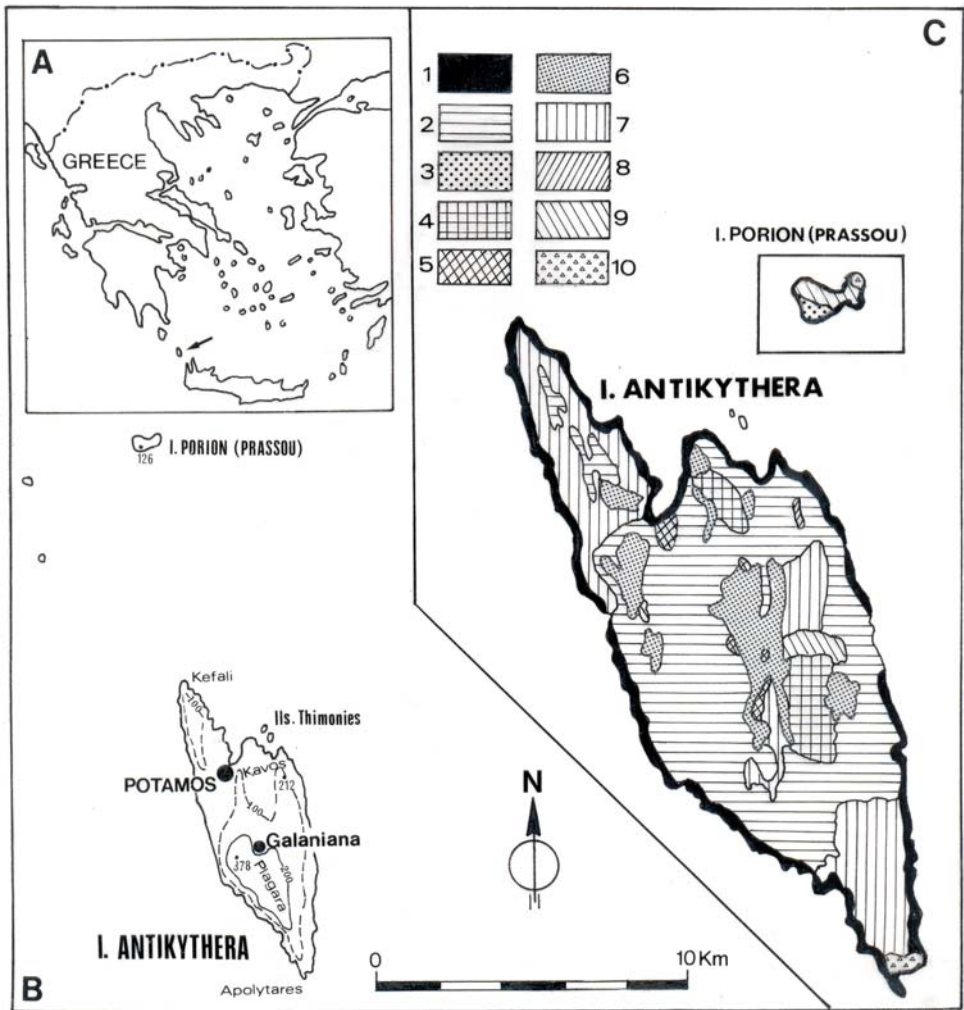 A
GREECE
C
1
2
3
4
5
6
7
8
9
10
I. PORION (PRASSOU)
I. ANTIKYTHERA
126
I. PORION (PRASSOU)
Kefali
100
Ils. Thimonies
POTAMOS
Kavos
212
100
Galaniana
378
Plagara
200
I. ANTIKYTHERA
Apolytares
B
N
0
10 Km